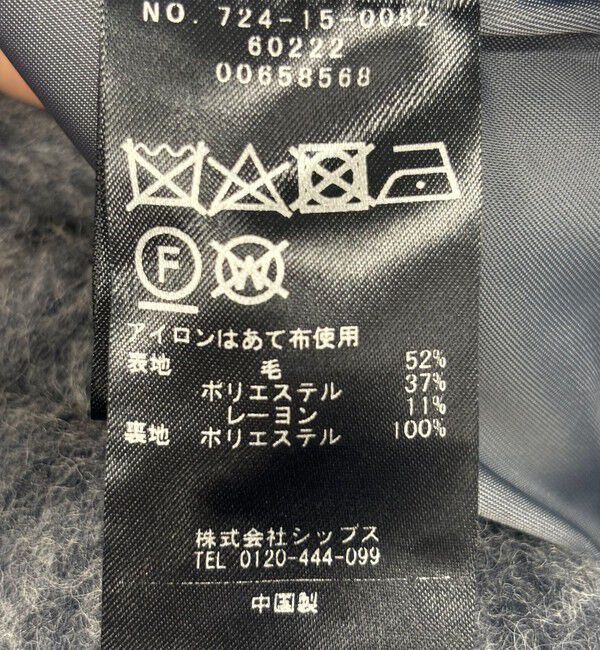 NO. 724-15-0082
60222
00658568
F
W
アイロンはあて布使用
表地 毛 52%
ポリエステル 37%
レーヨン 11%
裏地 ポリエステル 100%
株式会社シップス
TEL 0120-444-099
中国製